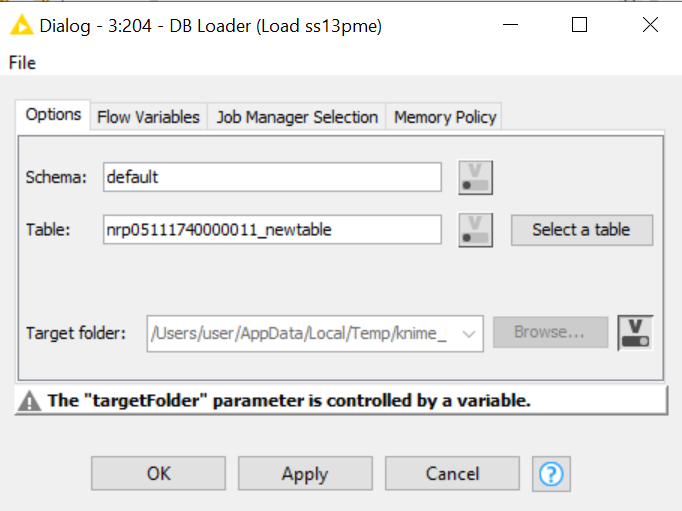 Dialog - 3:204 - DB Loader (Load ss13pme)
File
Options Flow Variables Job Manager Selection Memory Policy
Schema: default V
Table: nrp05111740000011_newtable V Select a table
Target folder: /Users/user/AppData/Local/Temp/knime_ Browse... V
The "targetFolder" parameter is controlled by a variable.
OK Apply Cancel ?